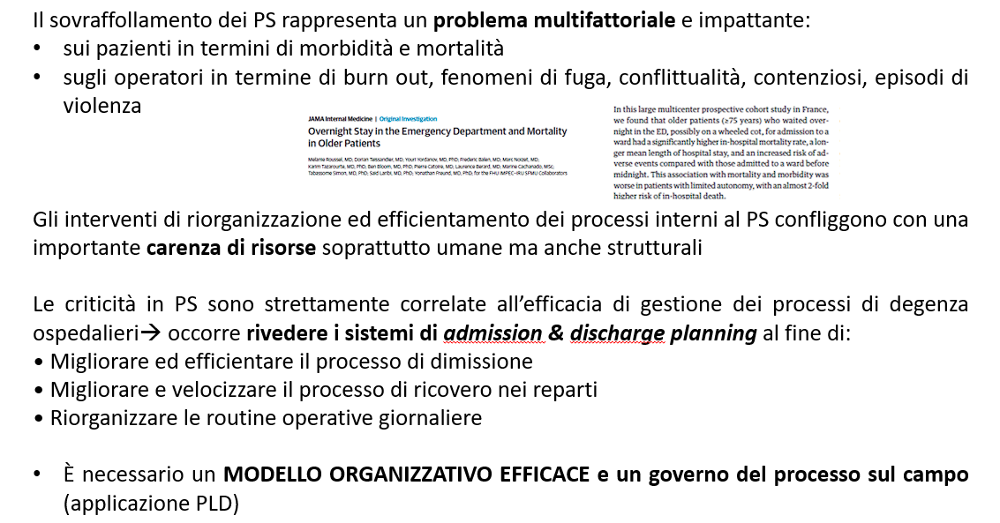 Il sovraffollamento dei PS rappresenta un problema multifattoriale e impattante:
• sui pazienti in termini di morbidità e mortalità
• sugli operatori in termine di burn out, fenomeni di fuga, conflittualità, contenziosi, episodi di
violenza
JAMA Internal Medicine | Original Investigation
Overnight Stay in the Emergency Department and Mortality
in Older Patients
Melanie Roussel, MD; Dorian Teissandier, MD; Youri Yordanov, MD, PhD; Frederic Balen, MD; Marc Noizet, MD;
Karim Tazarourte, MD, PhD; Ben Bloom, MD, PhD; Pierre Catoire, MD; Laurence Berard, MD; Marine Cachanado, MSc;
Tabassome Simon, MD, PhD; Said Laribi, MD, PhD; Yonathan Freund, MD, PhD; for the FHU IMPEC-IRU SFMU Collaborators
In this large multicenter prospective cohort study in France,
we found that older patients (≥75 years) who waited over-
night in the ED, possibly on a wheeled cot, for admission to a
ward had a significantly higher in-hospital mortality rate, a lon-
ger mean length of hospital stay, and an increased risk of ad-
verse events compared with those admitted to a ward before
midnight. This association with mortality and morbidity was
worse in patients with limited autonomy, with an almost 2-fold
higher risk of in-hospital death.
Gli interventi di riorganizzazione ed efficientamento dei processi interni al PS confliggono con una
importante carenza di risorse soprattutto umane ma anche strutturali
Le criticità in PS sono strettamente correlate all’efficacia di gestione dei processi di degenza
ospedalieri→ occorre rivedere i sistemi di admission & discharge planning al fine di:
• Migliorare ed efficientare il processo di dimissione
• Migliorare e velocizzare il processo di ricovero nei reparti
• Riorganizzare le routine operative giornaliere
• È necessario un MODELLO ORGANIZZATIVO EFFICACE e un governo del processo sul campo
(applicazione PLD)